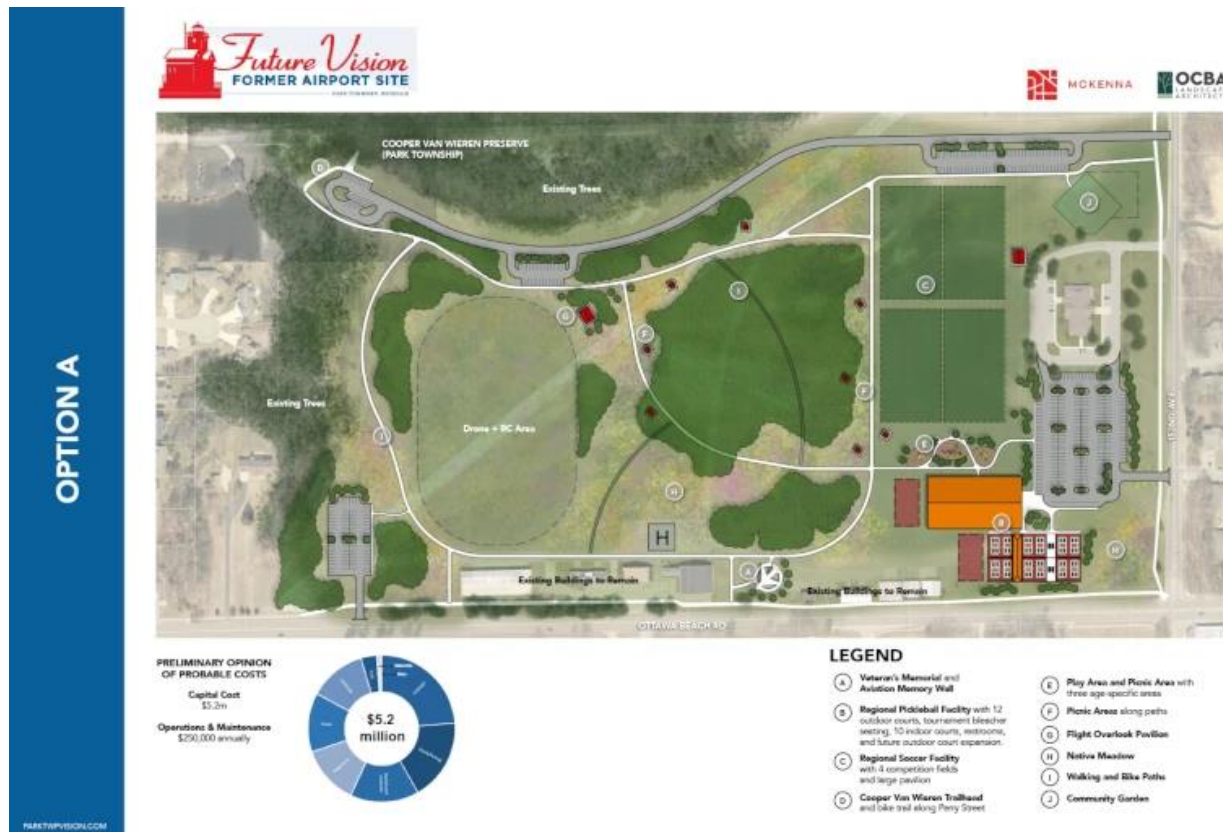 Future Vision
FORMER AIRPORT SITE
MCKENNA
OCBA
LANDSCAPE
OPTION A
COOPER VAN WIEREN PRESERVE
(PARK TOWNSHIP)
Existing Trees
D
J
C
I
G
F
Existing Trees
Drone + RC Area
I
F
E
H
B
H
H
A
Existing Buildings to Remain
Existing Buildings to Remain
OTTAWA BEACH RD
PRELIMINARY OPINION
OF PROBABLE COSTS
Capital Cost
$5.2m
Operations & Maintenance
$250,000 annually
$5.2
million
LEGEND
A Veteran's Memorial and
Aviation Memory Wall
B Regional Pickleball Facility with 12
outdoor courts, tournament bleacher
seating, 10 indoor courts, restrooms,
and future outdoor court expansion.
C Regional Soccer Facility
with 4 competition fields
and large pavilion
D Cooper Van Wieren Trailhead
and bike trail along Perry Street
E Play Area and Picnic Area with
three age-specific areas
F Picnic Areas along paths
G Flight Overlook Pavilion
H Native Meadow
I Walking and Bike Paths
J Community Garden
PARKTWPVISION.COM